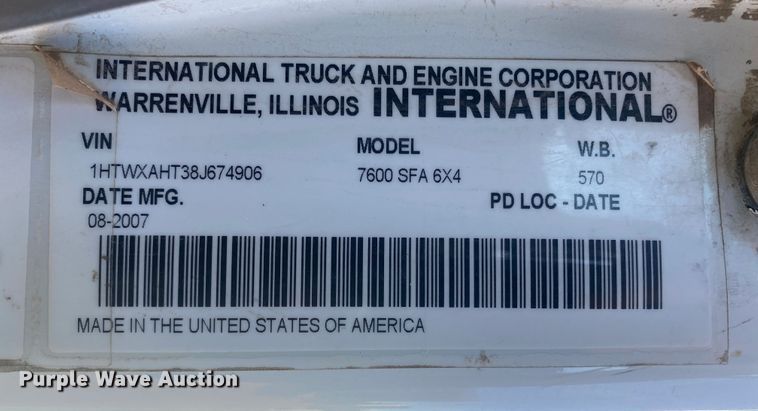 INTERNATIONAL TRUCK AND ENGINE CORPORATION
WARRENVILLE, ILLINOIS INTERNATIONAL®
VIN MODEL W.B.
1HTWXAHT38J674906 7600 SFA 6X4 570
DATE MFG. PD LOC - DATE
08-2007
MADE IN THE UNITED STATES OF AMERICA
Purple Wave Auction